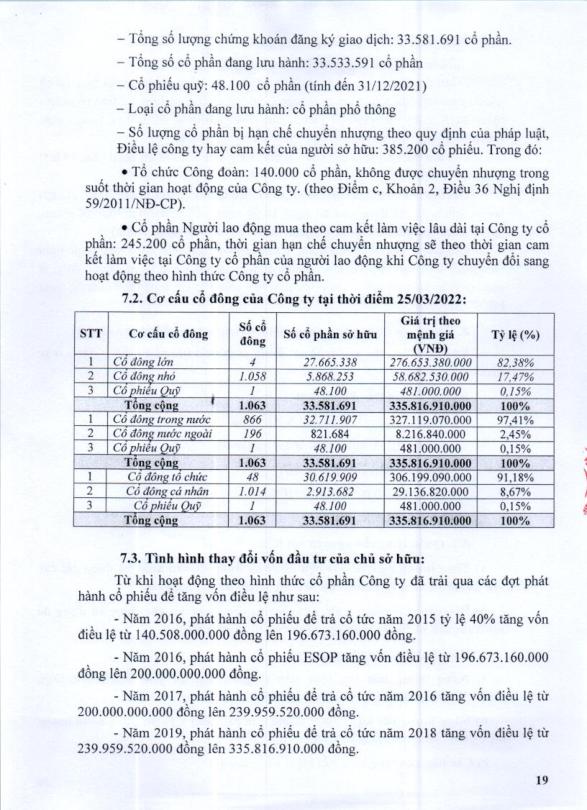 – Tổng số lượng chứng khoán đăng ký giao dịch: 33.581.691 cổ phần.
– Tổng số cổ phần đang lưu hành: 33.533.591 cổ phần
– Cổ phiếu quỹ: 48.100 cổ phần (tính đến 31/12/2021)
– Loại cổ phần đang lưu hành: cổ phần phổ thông
– Số lượng cổ phần bị hạn chế chuyển nhượng theo quy định của pháp luật,
Điều lệ công ty hay cam kết của người sở hữu: 385.200 cổ phiếu. Trong đó:
• Tổ chức Công đoàn: 140.000 cổ phần, không được chuyển nhượng trong
suốt thời gian hoạt động của Công ty. (theo Điểm c, Khoản 2, Điều 36 Nghị định
59/2011/NĐ-CP).
• Cổ phần Người lao động mua theo cam kết làm việc lâu dài tại Công ty cổ
phần: 245.200 cổ phần, thời gian hạn chế chuyển nhượng sẽ theo thời gian cam
kết làm việc tại Công ty cổ phần của người lao động khi Công ty chuyển đổi sang
hoạt động theo hình thức Công ty cổ phần.
7.2. Cơ cấu cổ đông của Công ty tại thời điểm 25/03/2022:
STT Cơ cấu cổ đông Số cổ đông Số cổ phần sở hữu Giá trị theo mệnh giá (VNĐ) Tỷ lệ (%)
1 Cổ đông lớn 4 27.665.338 276.653.380.000 82,38%
2 Cổ đông nhỏ 1.058 5.868.253 58.682.530.000 17,47%
3 Cổ phiếu Quỹ 1 48.100 481.000.000 0,15%
Tổng cộng 1.063 33.581.691 335.816.910.000 100%
1 Cổ đông trong nước 866 32.711.907 327.119.070.000 97,41%
2 Cổ đông nước ngoài 196 821.684 8.216.840.000 2,45%
3 Cổ phiếu Quỹ 1 48.100 481.000.000 0,15%
Tổng cộng 1.063 33.581.691 335.816.910.000 100%
1 Cổ đông tổ chức 48 30.619.909 306.199.090.000 91,18%
2 Cổ đông cá nhân 1.014 2.913.682 29.136.820.000 8,67%
3 Cổ phiếu Quỹ 1 48.100 481.000.000 0,15%
Tổng cộng 1.063 33.581.691 335.816.910.000 100%
7.3. Tình hình thay đổi vốn đầu tư của chủ sở hữu:
Từ khi hoạt động theo hình thức cổ phần Công ty đã trải qua các đợt phát
hành cổ phiếu để tăng vốn điều lệ như sau:
- Năm 2016, phát hành cổ phiếu để trả cổ tức năm 2015 tỷ lệ 40% tăng vốn
điều lệ từ 140.508.000.000 đồng lên 196.673.160.000 đồng.
- Năm 2016, phát hành cổ phiếu ESOP tăng vốn điều lệ từ 196.673.160.000
đồng lên 200.000.000.000 đồng.
- Năm 2017, phát hành cổ phiếu để trả cổ tức năm 2016 tăng vốn điều lệ từ
200.000.000.000 đồng lên 239.959.520.000 đồng.
- Năm 2019, phát hành cổ phiếu để trả cổ tức năm 2018 tăng vốn điều lệ từ
239.959.520.000 đồng lên 335.816.910.000 đồng.
19